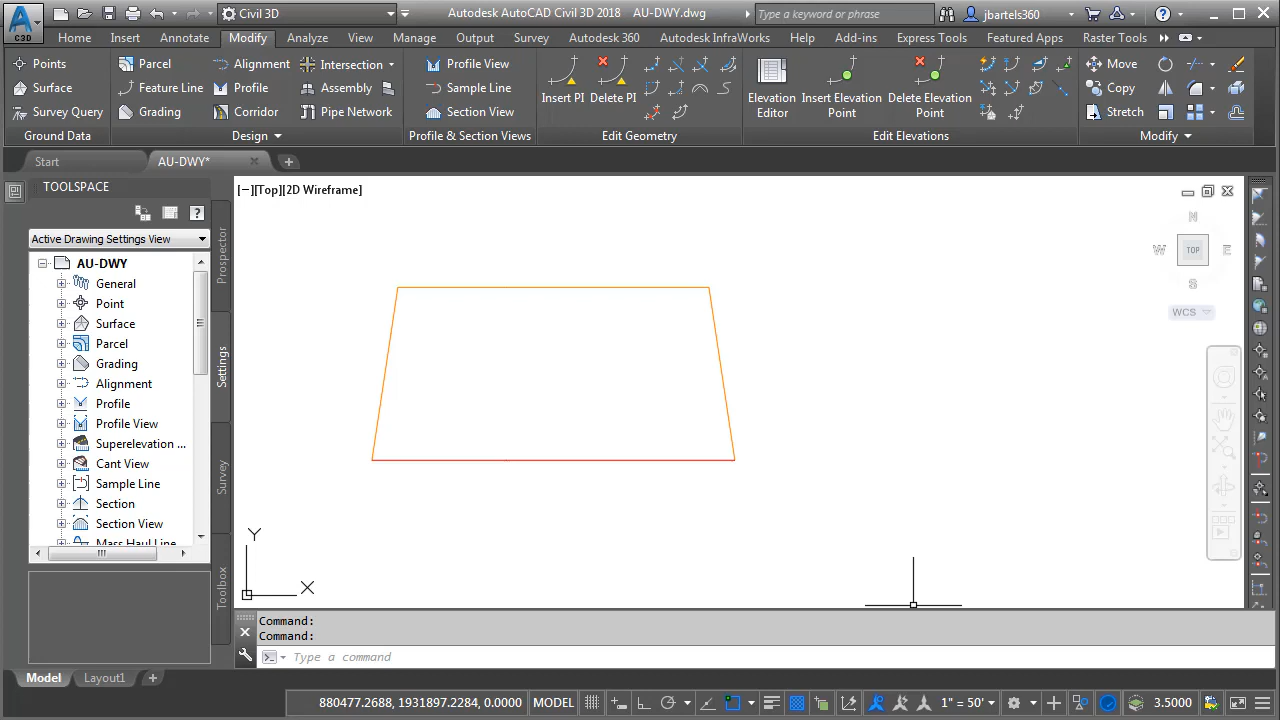 Civil 3D
Autodesk AutoCAD Civil 3D 2018 AU-DWY.dwg
Type a keyword or phrase
jbartels360
C3D
Home Insert Annotate Modify Analyze View Manage Output Survey Autodesk 360 Autodesk InfraWorks Help Add-ins Express Tools Featured Apps Raster Tools
Points
Surface
Survey Query
Ground Data
Parcel Alignment Intersection
Feature Line Profile Assembly
Grading Corridor Pipe Network
Design
Profile View
Sample Line
Section View
Profile & Section Views
Insert PI Delete PI
Edit Geometry
Elevation Editor
Insert Elevation Point
Delete Elevation Point
Edit Elevations
Move
Copy
Stretch
Modify
Start AU-DWY*
TOOLSPACE
Active Drawing Settings View
AU-DWY
General
Point
Surface
Parcel
Grading
Alignment
Profile
Profile View
Superelevation ...
Cant View
Sample Line
Section
Section View
Mass Haul Line
Prospector
Settings
Survey
Toolbox
[−][Top][2D Wireframe]
N
W TOP E
S
WCS
Y
X
Command:
Command:
Type a command
Model Layout1
880477.2688, 1931897.2284, 0.0000 MODEL 1" = 50' 3.5000